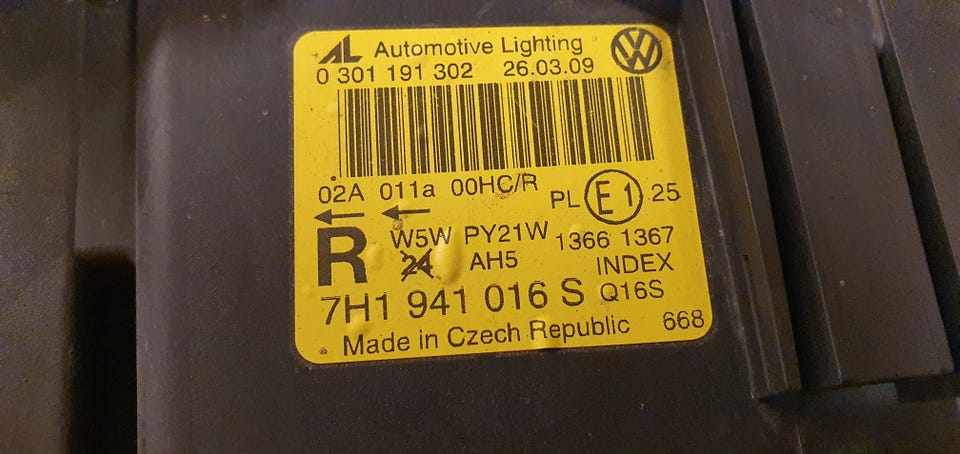 AL Automotive Lighting
0 301 191 302 26.03.09
02A 011a 00HC/R
PL E1 25
R W5W PY21W 1366 1367
24 AH5 INDEX
7H1 941 016 S Q16S
Made in Czech Republic 668